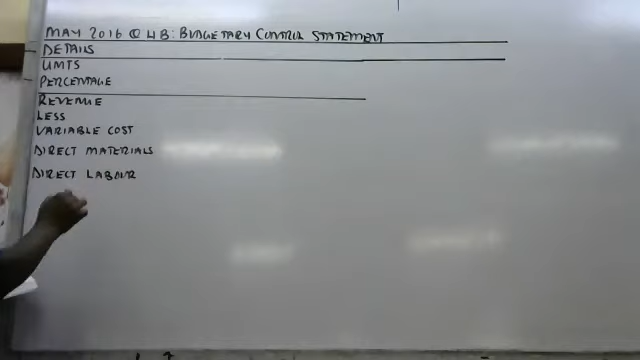 MAY 2016 Q4B: BUDGETARY CONTROL STATEMENT
DETAILS
UNITS
PERCENTAGE
REVENUE
LESS
VARIABLE COST
DIRECT MATERIALS
DIRECT LABOUR